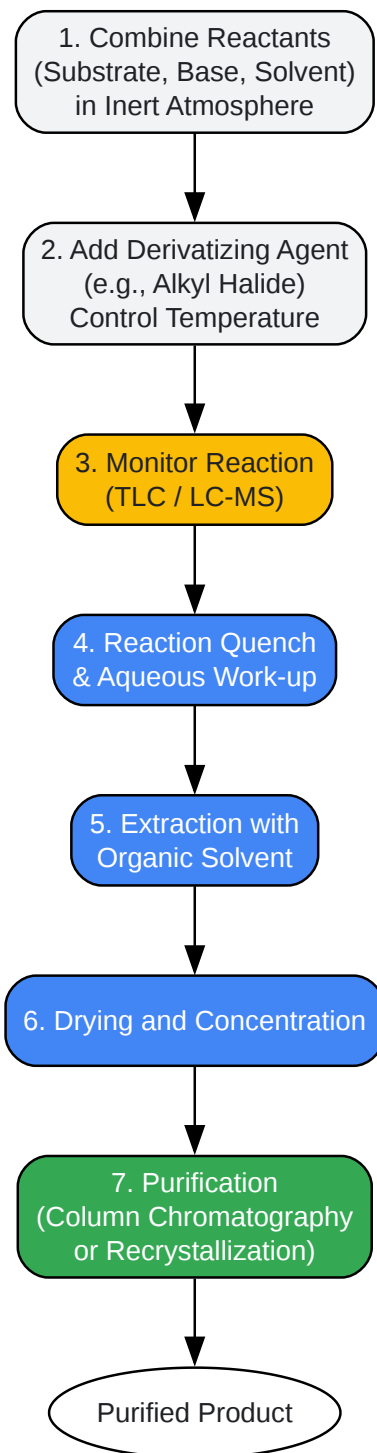 1. Combine Reactants
(Substrate, Base, Solvent)
in Inert Atmosphere
2. Add Derivatizing Agent
(e.g., Alkyl Halide)
Control Temperature
3. Monitor Reaction
(TLC / LC-MS)
4. Reaction Quench
& Aqueous Work-up
5. Extraction with
Organic Solvent
6. Drying and Concentration
7. Purification
(Column Chromatography
or Recrystallization)
Purified Product